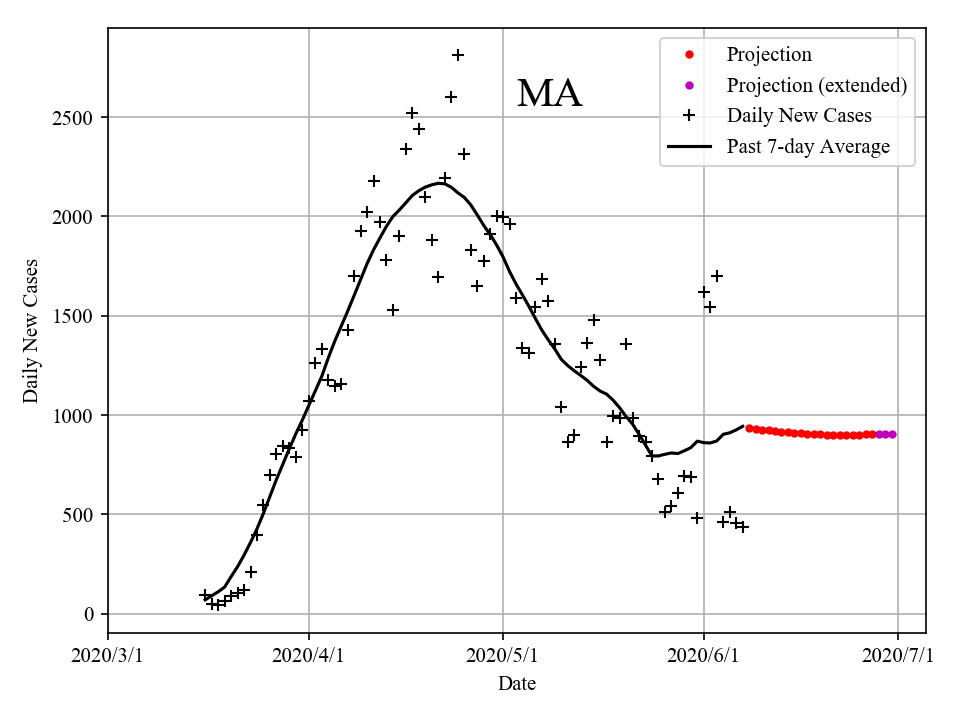 MA
Projection
Projection (extended)
Daily New Cases
Past 7-day Average
Daily New Cases
2500
2000
1500
1000
500
0
2020/3/1
2020/4/1
2020/5/1
2020/6/1
2020/7/1
Date